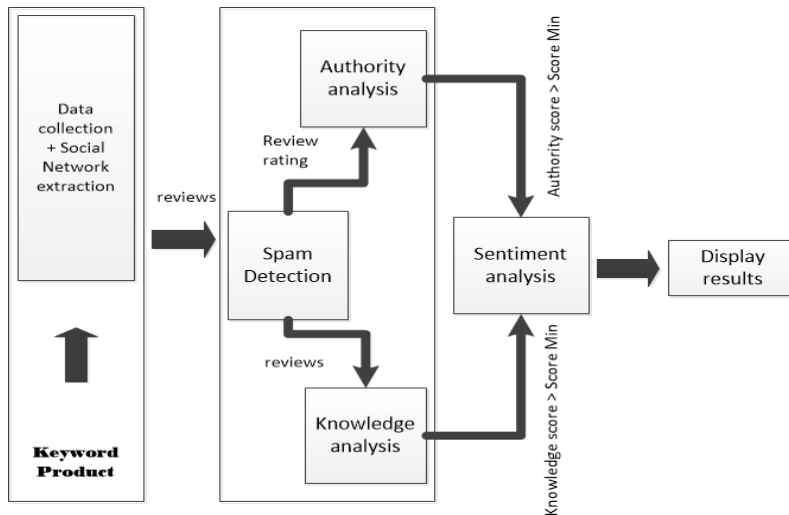 Data
collection
+ Social
Network
extraction
Keyword
Product
reviews
Spam
Detection
Review
rating
Authority
analysis
reviews
Knowledge
analysis
Authority score > Score Min
Knowledge score > Score Min
Sentiment
analysis
Display
results